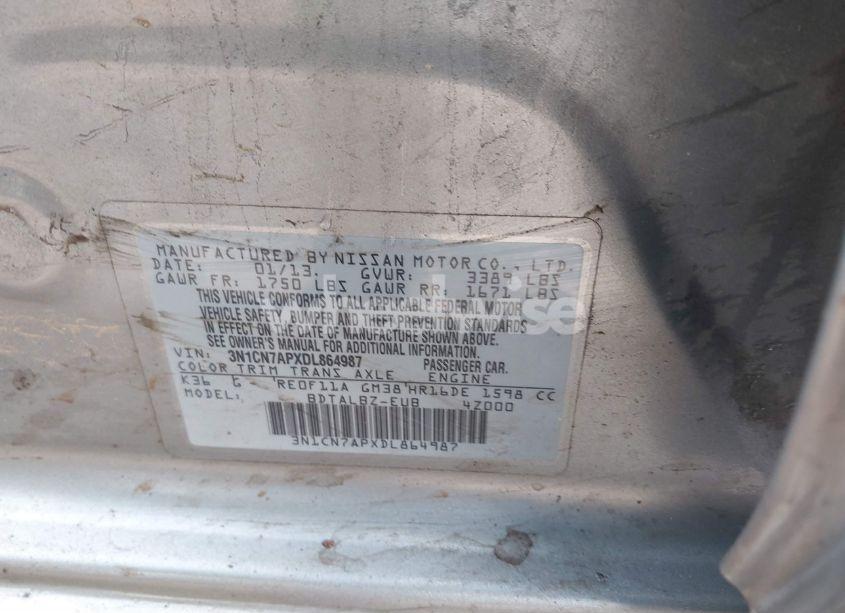 MANUFACTURED BY NISSAN MOTOR CO., LTD.
DATE: 01/13. GVWR: 3389 LBS
GAWR FR: 1750 LBS GAWR RR: 1671 LBS
THIS VEHICLE CONFORMS TO ALL APPLICABLE FEDERAL MOTOR
VEHICLE SAFETY, BUMPER AND THEFT PREVENTION STANDARDS
IN EFFECT ON THE DATE OF MANUFACTURE SHOWN ABOVE.
SEE OWNER'S MANUAL FOR ADDITIONAL INFORMATION.
VIN: 3N1CN7APXDL864987 PASSENGER CAR.
COLOR TRIM TRANS AXLE ENGINE
K36 G RE0F11A GM38 HR16DE 1598 CC
MODEL: BDTALBZ-EUB 4Z000
3N1CN7APXDL864987